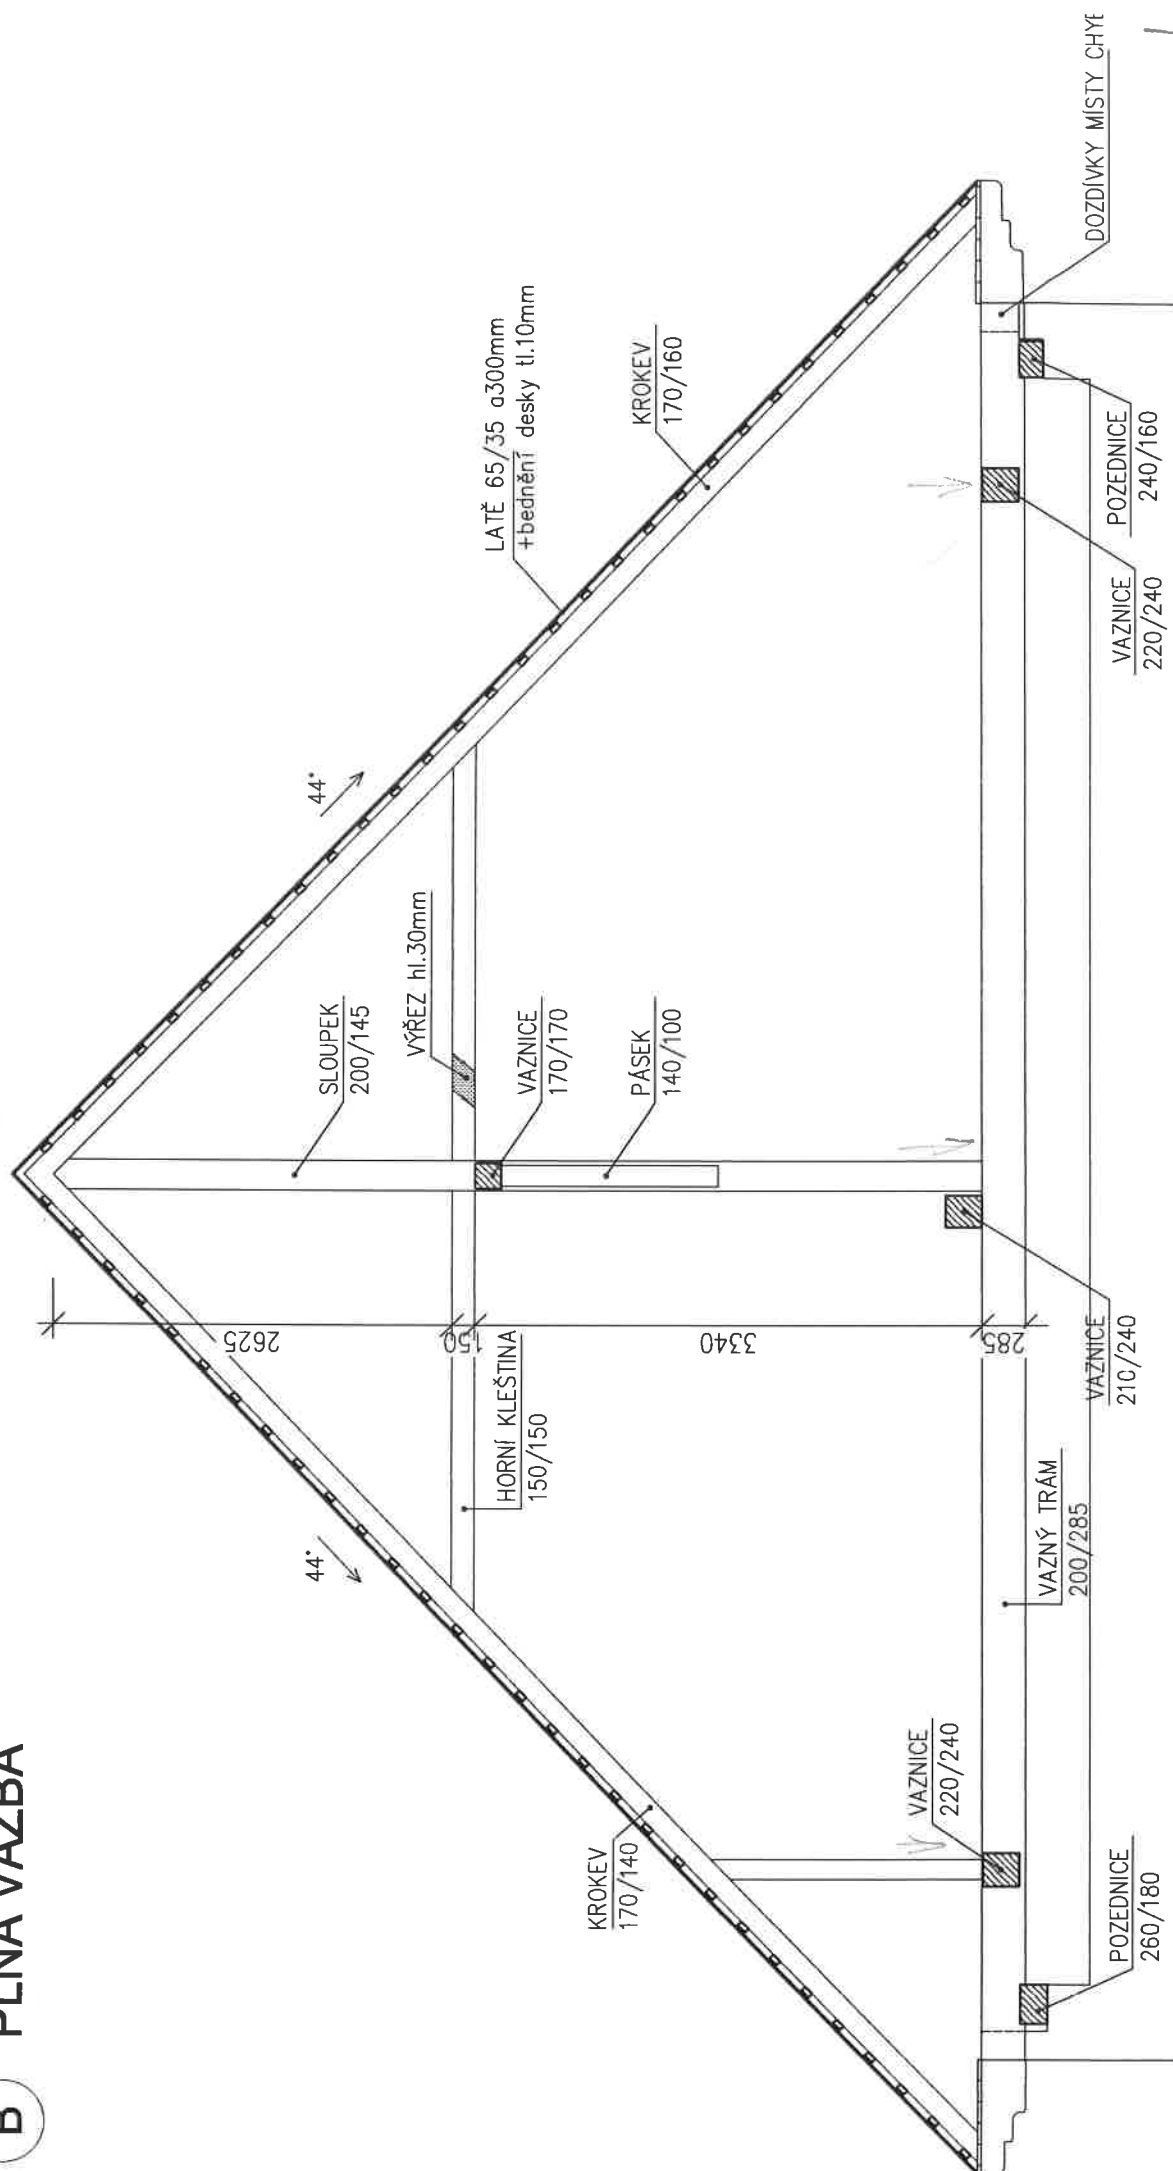 B PLNÁ VAZBA
LATĚ 65/35 a300mm
+bednění desky tl.10mm
44°
44°
KROKEV
170/160
VÝŘEZ hl.30mm
SLOUPEK
200/145
VAZNICE
170/170
PÁSEK
140/100
2625
150
3340
285
HORNÍ KLEŠTINA
150/150
KROKEV
170/140
VAZNICE
220/240
POZEDNICE
260/180
VAZNÝ TRÁM
200/285
VAZNICE
210/240
VAZNICE
220/240
POZEDNICE
240/160
DOZDÍVKY MÍSTY